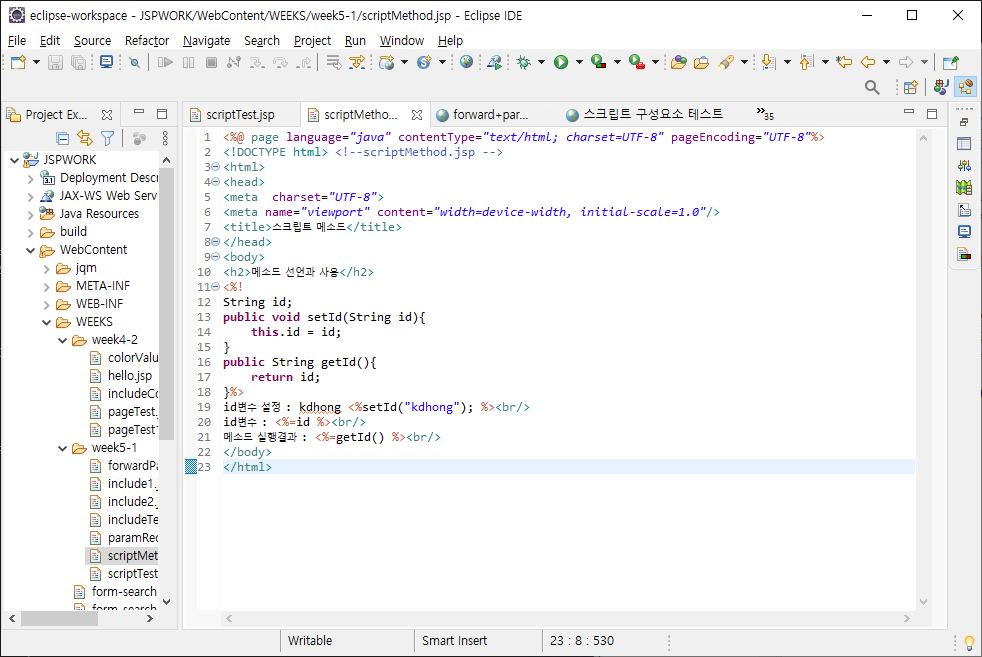 eclipse-workspace - JSPWORK/WebContent/WEEKS/week5-1/scriptMethod.jsp - Eclipse IDE
File Edit Source Refactor Navigate Search Project Run Window Help
Project Ex...
scriptTest.jsp scriptMetho... forward+par... 스크립트 구성요소 테스트 »35
JSPWORK
Deployment Descr
JAX-WS Web Serv
Java Resources
build
WebContent
jqm
META-INF
WEB-INF
WEEKS
week4-2
colorValu
hello.jsp
includeCo
pageTest.
pageTest1
week5-1
forwardPa
include1.
include2.
includeTe
paramRec
scriptMet
scriptTest
form-search
form-search
1 <%@ page language="java" contentType="text/html; charset=UTF-8" pageEncoding="UTF-8"%>
2 <!DOCTYPE html> <!--scriptMethod.jsp -->
3 <html>
4 <head>
5 <meta  charset="UTF-8">
6 <meta name="viewport" content="width=device-width, initial-scale=1.0"/>
7 <title>스크립트 메소드</title>
8 </head>
9 <body>
10 <h2>메소드 선언과 사용</h2>
11 <%!
12 String id;
13 public void setId(String id){
14     this.id = id;
15 }
16 public String getId(){
17     return id;
18 }%>
19 id변수 설정 : kdhong <%setId("kdhong"); %><br/>
20 id변수 : <%=id %><br/>
21 메소드 실행결과 : <%=getId() %><br/>
22 </body>
23 </html>
Writable Smart Insert 23 : 8 : 530